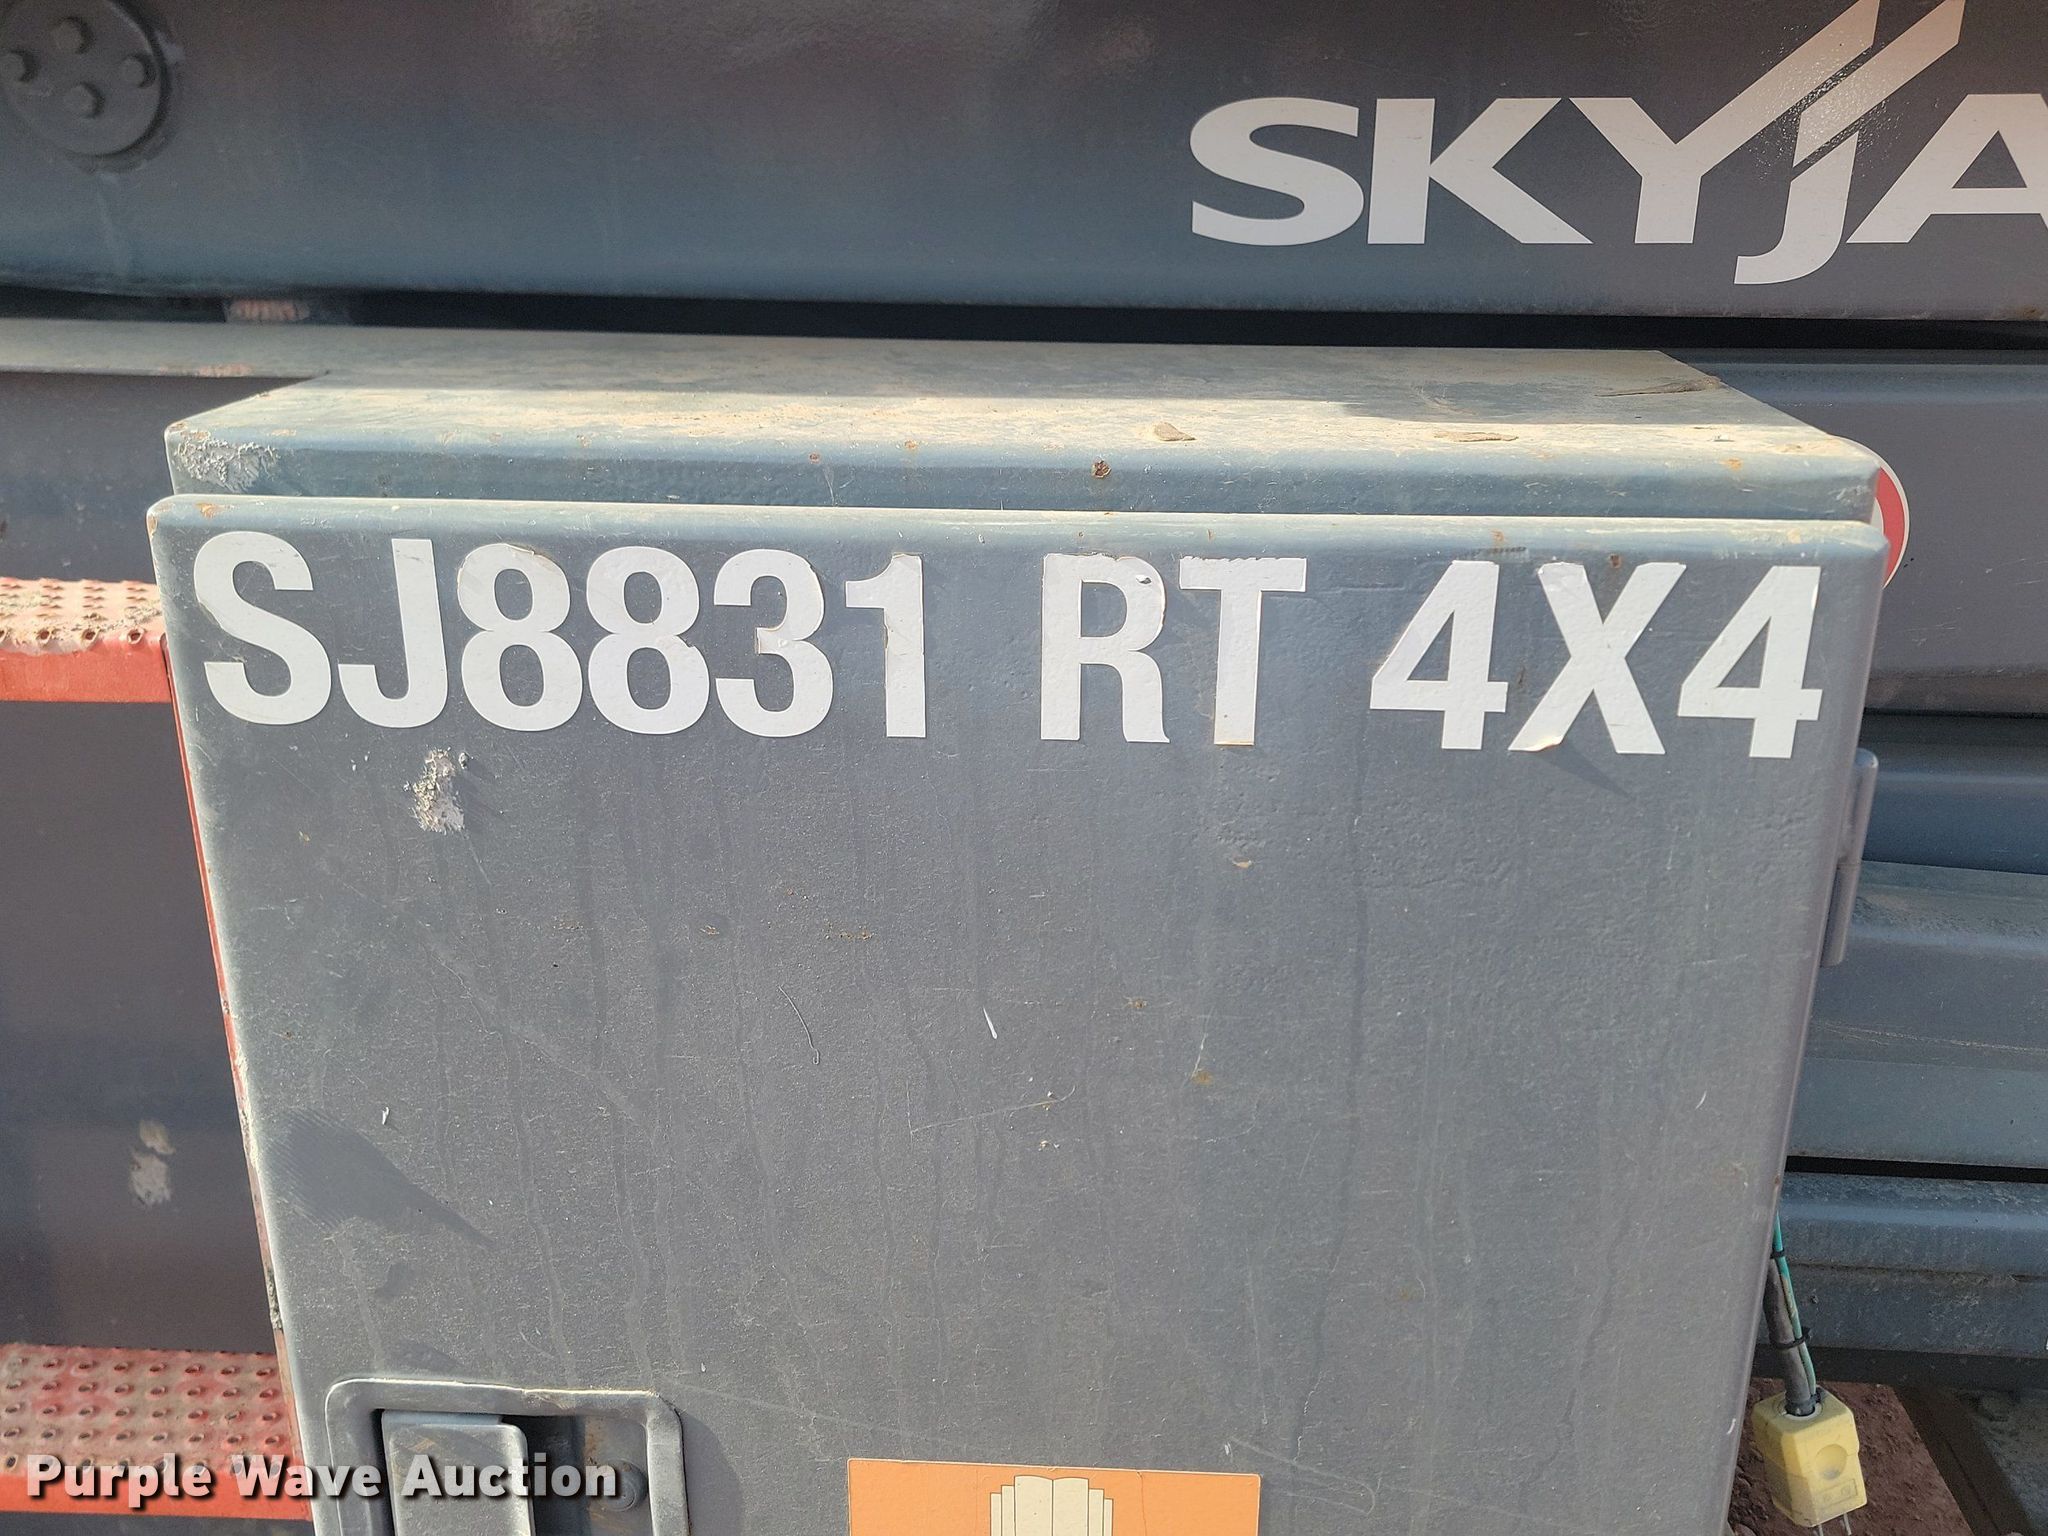 SKYJA
SJ8831 RT 4X4
Purple Wave Auction